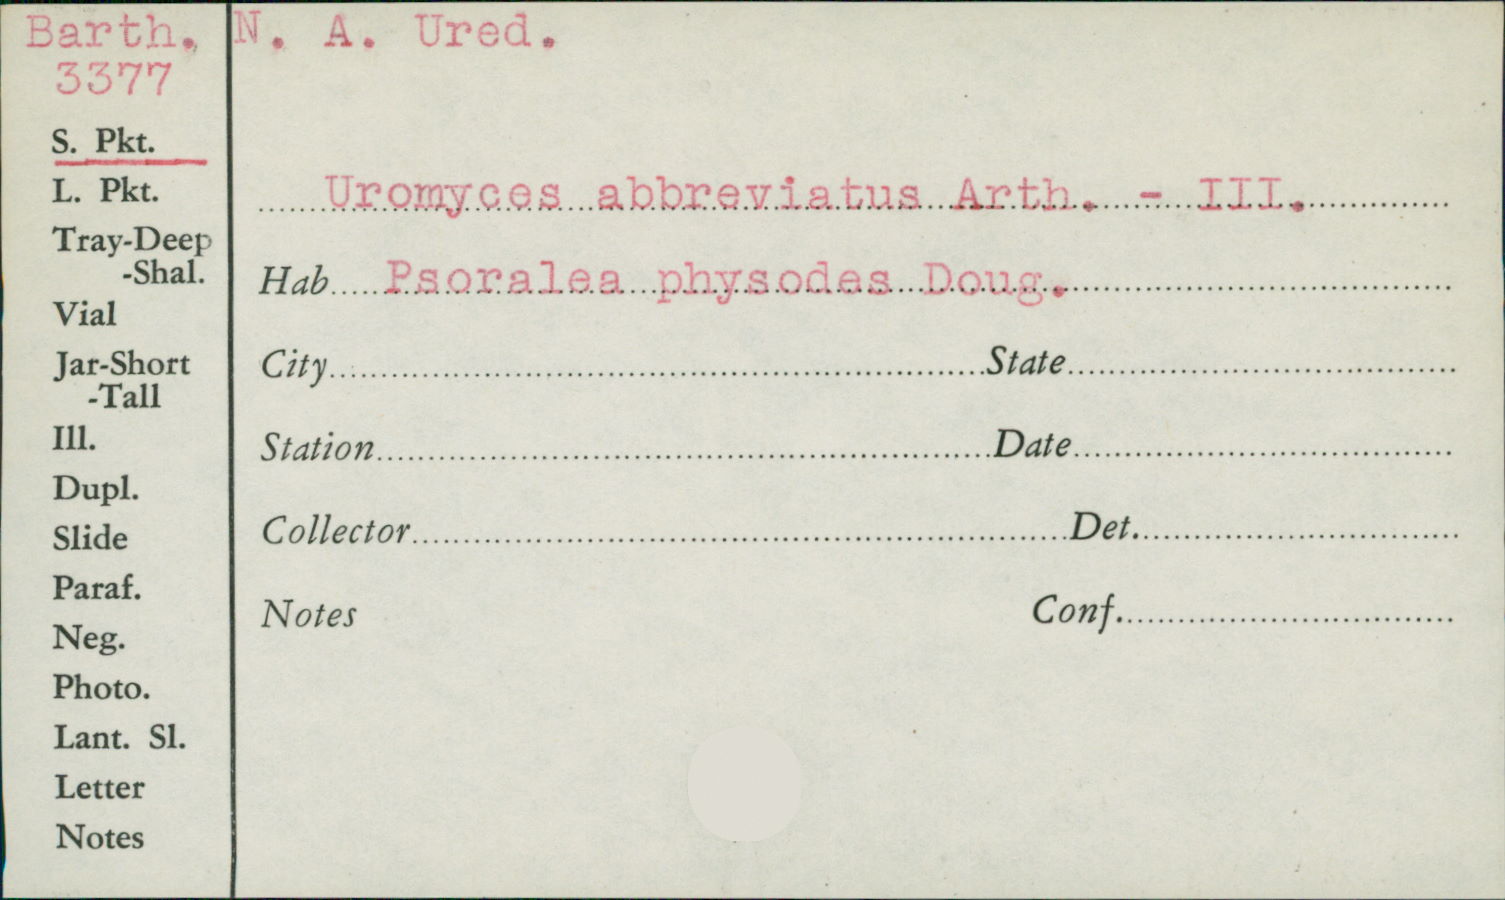 Barth. N. A. Ured.
3377
S. Pkt.
L. Pkt.
Tray-Deep
-Shal.
Vial
Jar-Short
-Tall
Ill.
Dupl.
Slide
Paraf.
Neg.
Photo.
Lant. Sl.
Letter
Notes
Uromyces abbreviatus Arth. - III.
Hab Psoralea physodes Doug.
City State
Station Date
Collector Det.
Notes Conf.